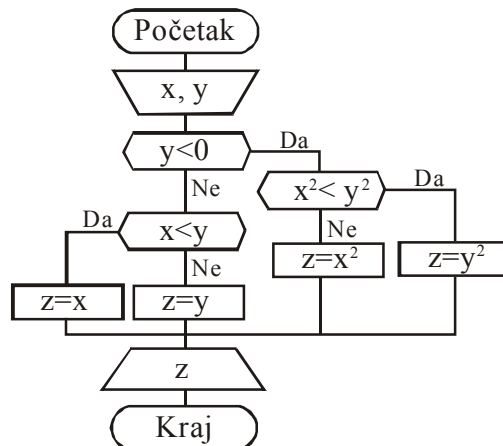 Početak
x, y
y<0
Da
x²< y²
Da
Ne
Da
x<y
Ne
Ne
z=x²
z=y²
z=x
z=y
z
Kraj